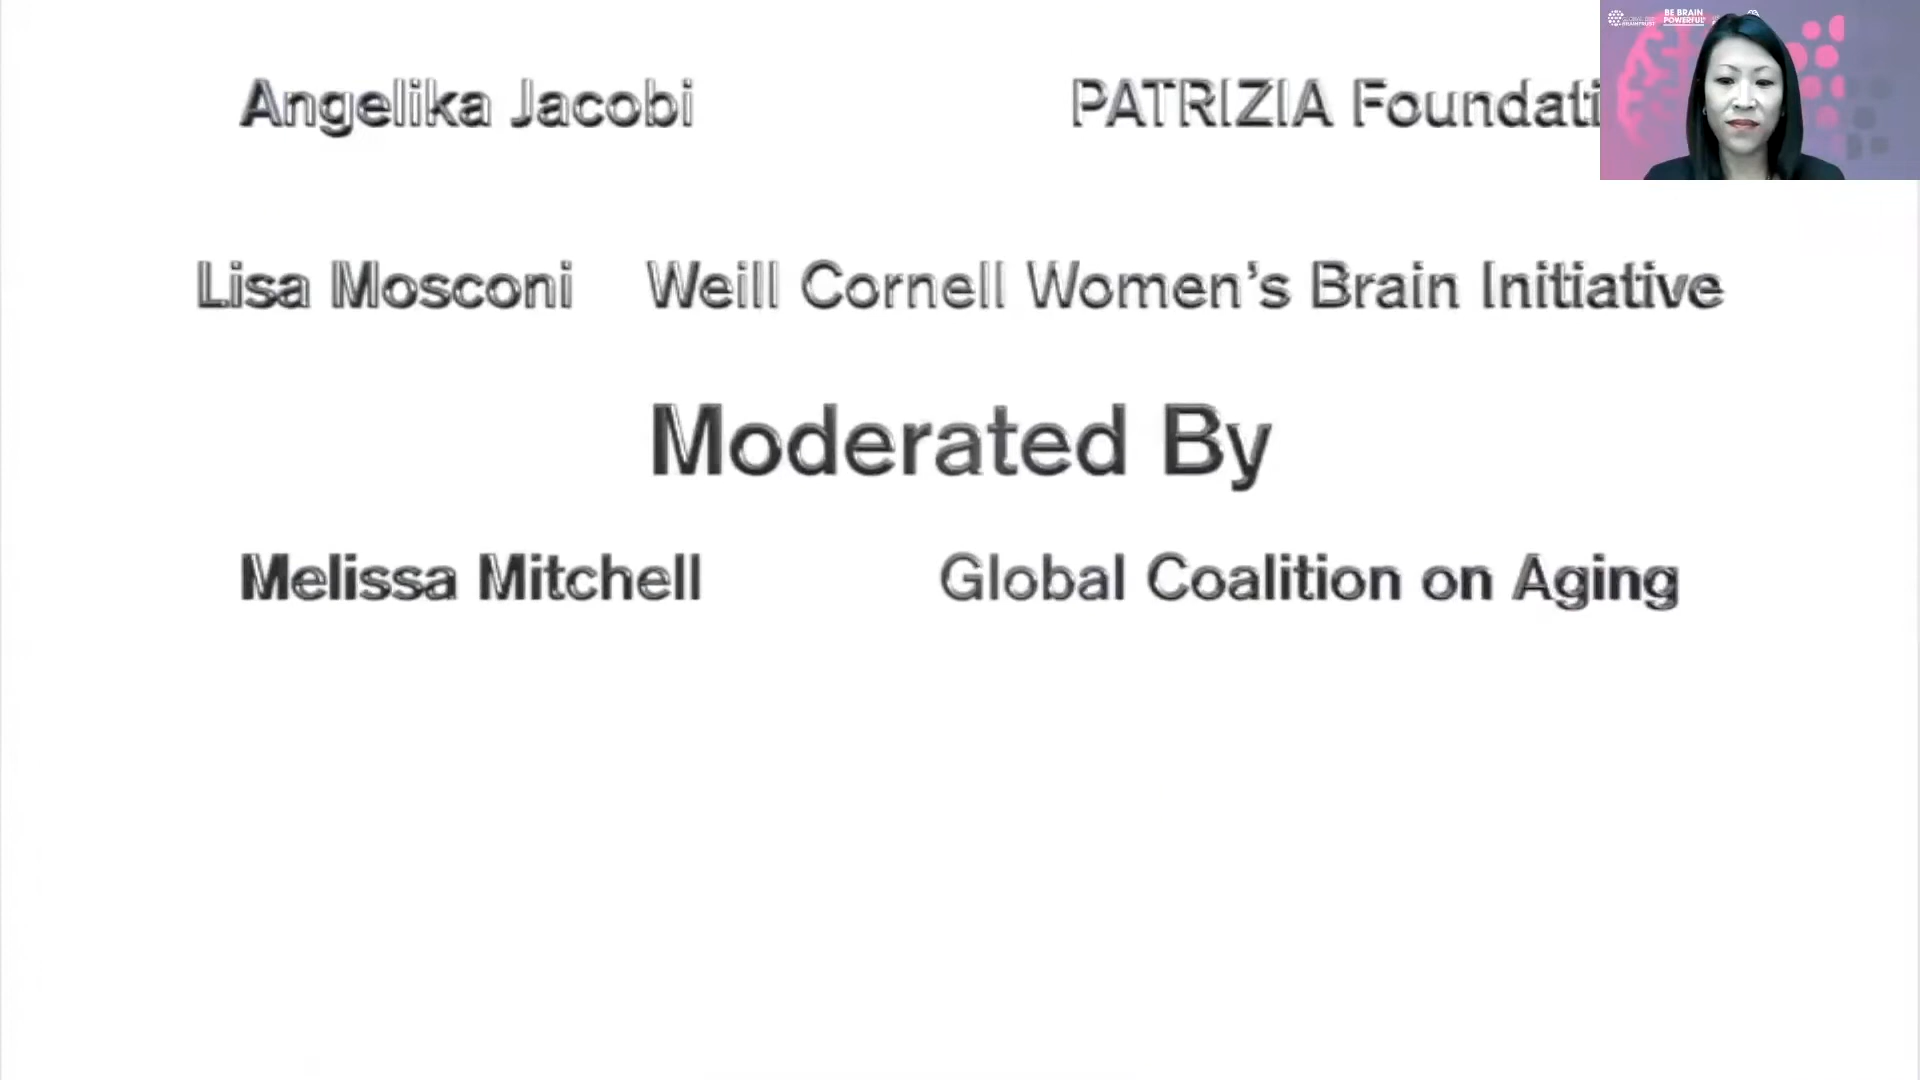 Angelika Jacobi PATRIZIA Foundati
Lisa Mosconi Weill Cornell Women’s Brain Initiative
Moderated By
Melissa Mitchell Global Coalition on Aging
BE BRAIN
POWERFUL